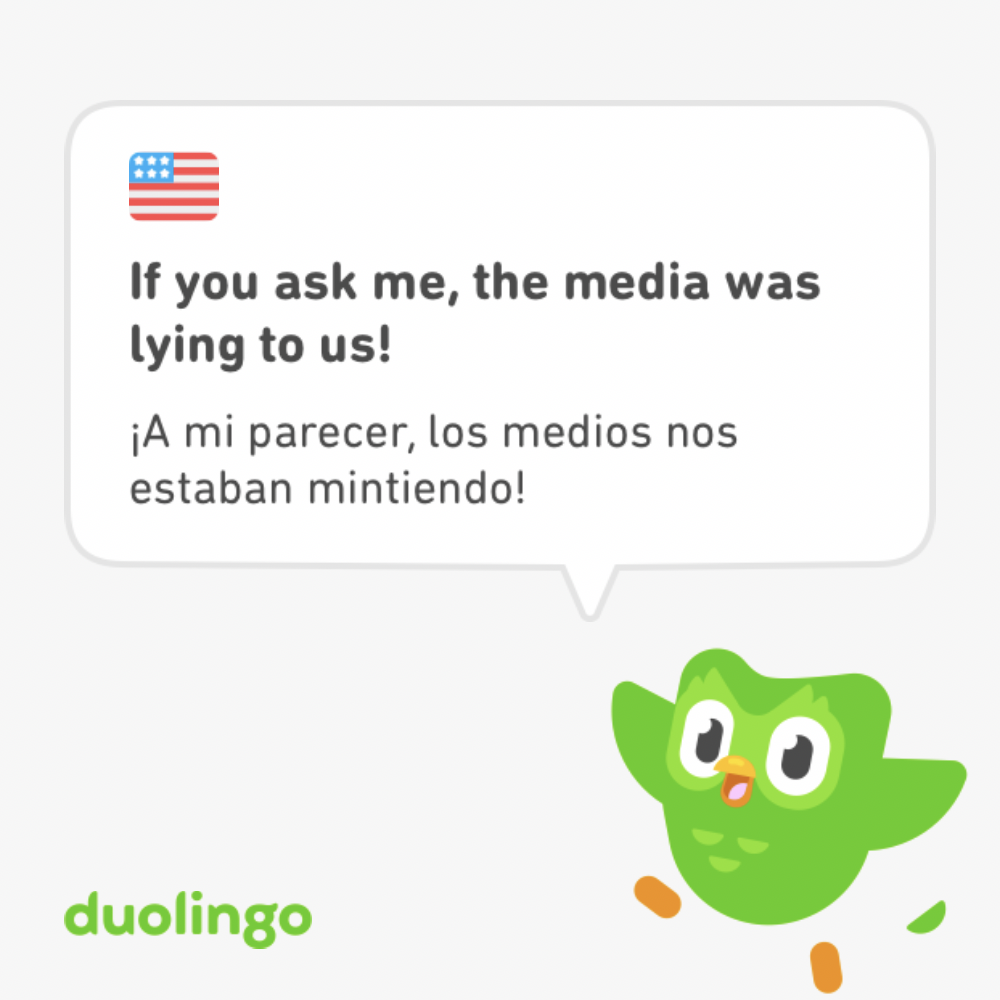 If you ask me, the media was
lying to us!
¡A mi parecer, los medios nos
estaban mintiendo!
duolingo